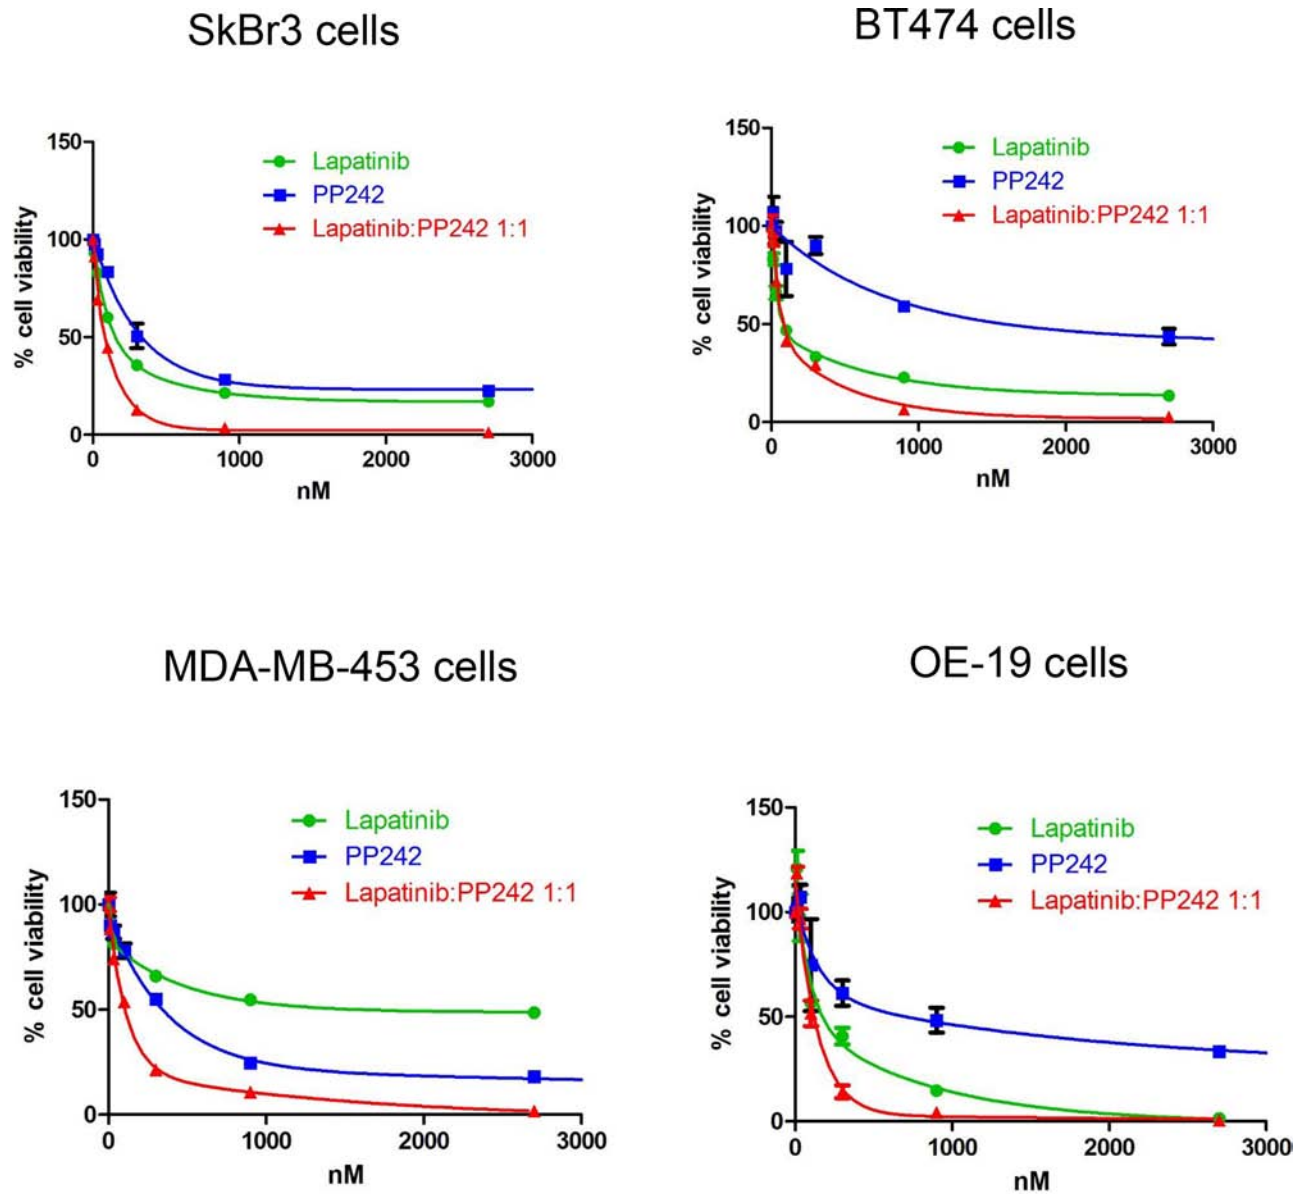 SkBr3 cells
150
100
50
0
% cell viability
Lapatinib
PP242
Lapatinib:PP242 1:1
0 1000 2000 3000
nM
BT474 cells
150
100
50
0
% cell viability
Lapatinib
PP242
Lapatinib:PP242 1:1
0 1000 2000 3000
nM
MDA-MB-453 cells
150
100
50
0
% cell viability
Lapatinib
PP242
Lapatinib:PP242 1:1
0 1000 2000 3000
nM
OE-19 cells
150
100
50
0
% cell viability
Lapatinib
PP242
Lapatinib:PP242 1:1
0 1000 2000 3000
nM